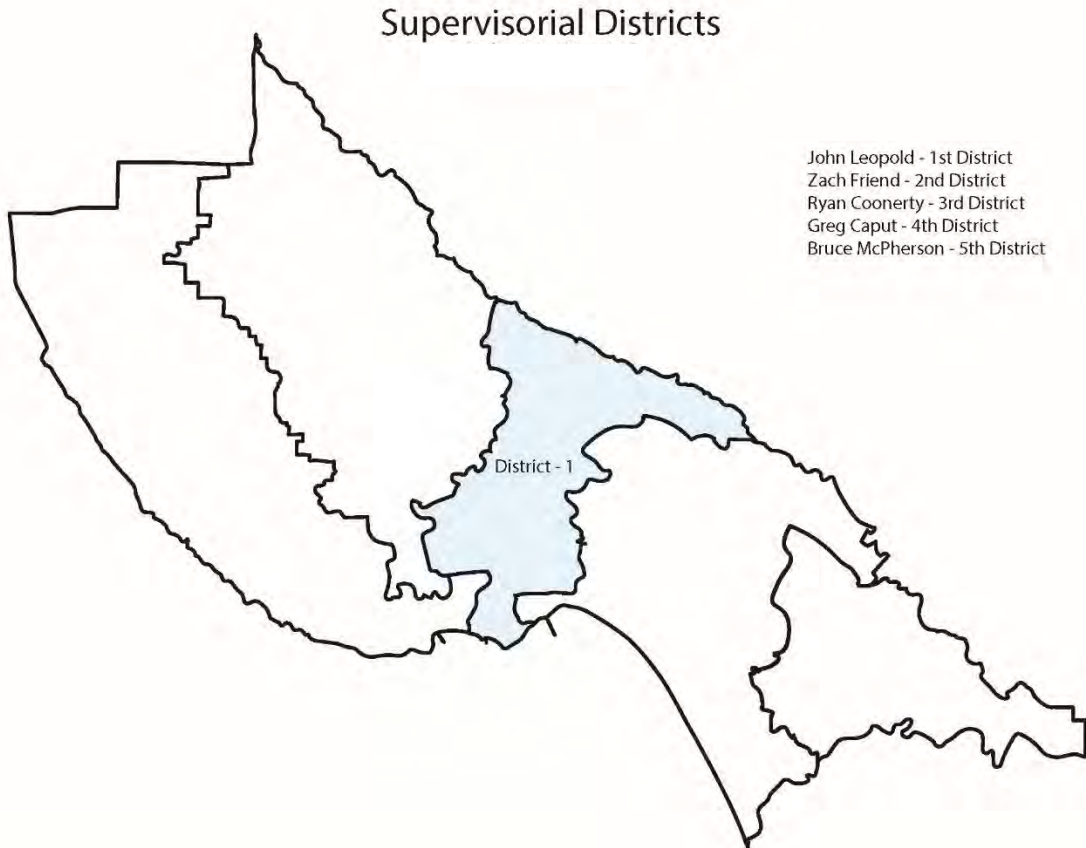 Supervisorial Districts
John Leopold - 1st District
Zach Friend - 2nd District
Ryan Coonerty - 3rd District
Greg Caput - 4th District
Bruce McPherson - 5th District
District - 1